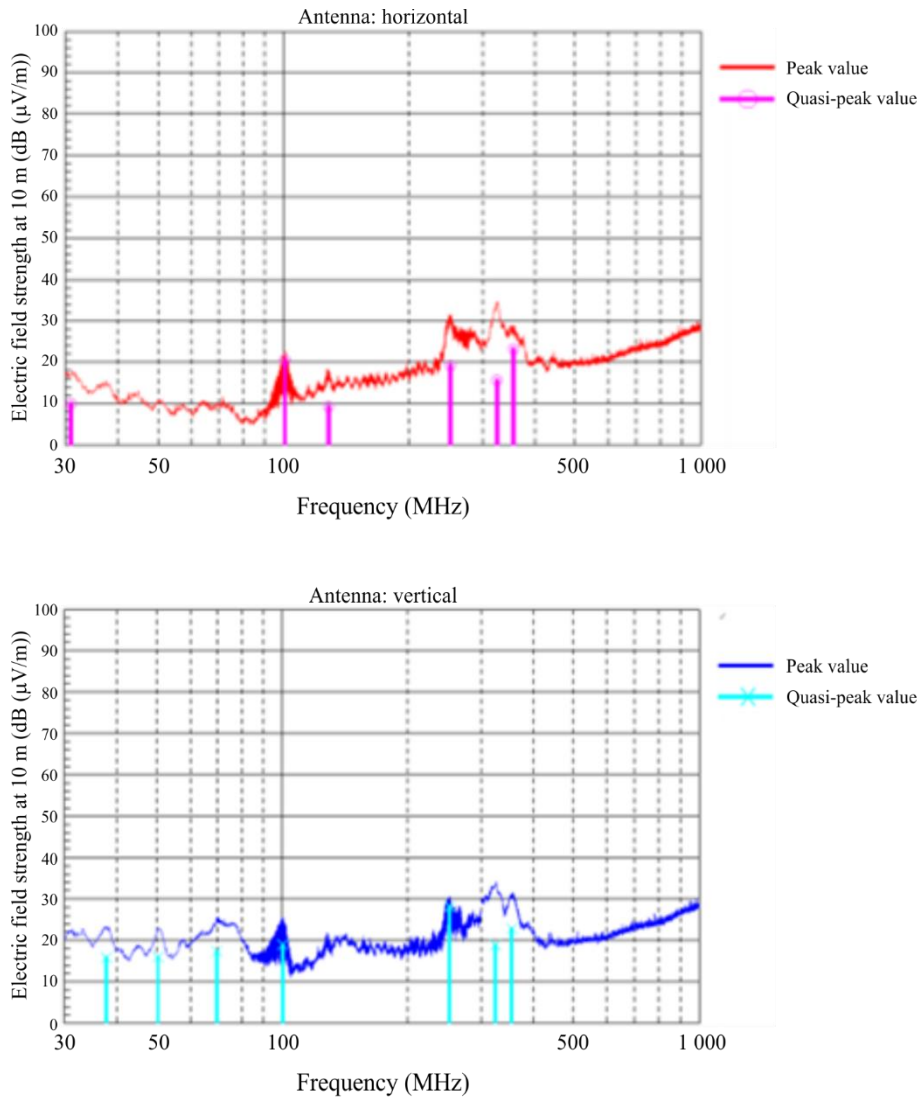 Antenna: horizontal
Electric field strength at 10 m (dB (µV/m))
100
90
80
70
60
50
40
30
20
10
0
30 50 100 500 1 000
Frequency (MHz)
Peak value
Quasi-peak value
Antenna: vertical
Electric field strength at 10 m (dB (µV/m))
100
90
80
70
60
50
40
30
20
10
0
30 50 100 500 1 000
Frequency (MHz)
Peak value
Quasi-peak value